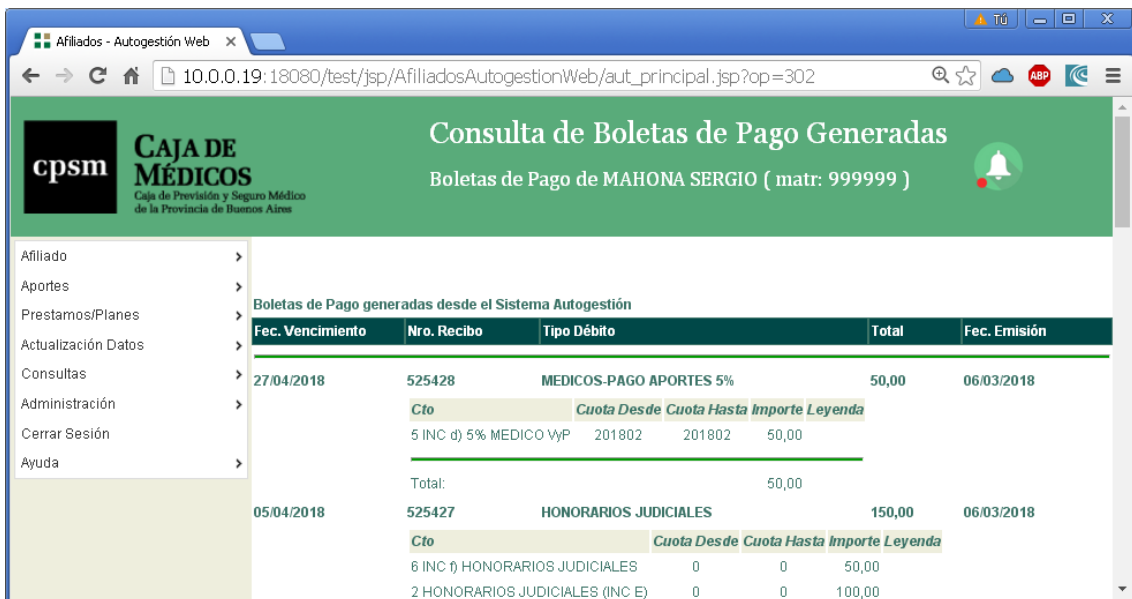 Tú
Afiliados - Autogestión Web
10.0.0.19:18080/test/jsp/AfiliadosAutogestionWeb/aut_principal.jsp?op=302
ABP
cpsm
CAJA DE
MÉDICOS
Caja de Previsión y Seguro Médico
de la Provincia de Buenos Aires
Consulta de Boletas de Pago Generadas
Boletas de Pago de MAHONA SERGIO ( matr: 999999 )
Afiliado
Aportes
Prestamos/Planes
Actualización Datos
Consultas
Administración
Cerrar Sesión
Ayuda
Boletas de Pago generadas desde el Sistema Autogestión
Fec. Vencimiento Nro. Recibo Tipo Débito Total Fec. Emisión
27/04/2018 525428 MEDICOS-PAGO APORTES 5% 50,00 06/03/2018
Cto Cuota Desde Cuota Hasta Importe Leyenda
5 INC d) 5% MEDICO VyP 201802 201802 50,00
Total: 50,00
05/04/2018 525427 HONORARIOS JUDICIALES 150,00 06/03/2018
Cto Cuota Desde Cuota Hasta Importe Leyenda
6 INC f) HONORARIOS JUDICIALES 0 0 50,00
2 HONORARIOS JUDICIALES (INC E) 0 0 100,00